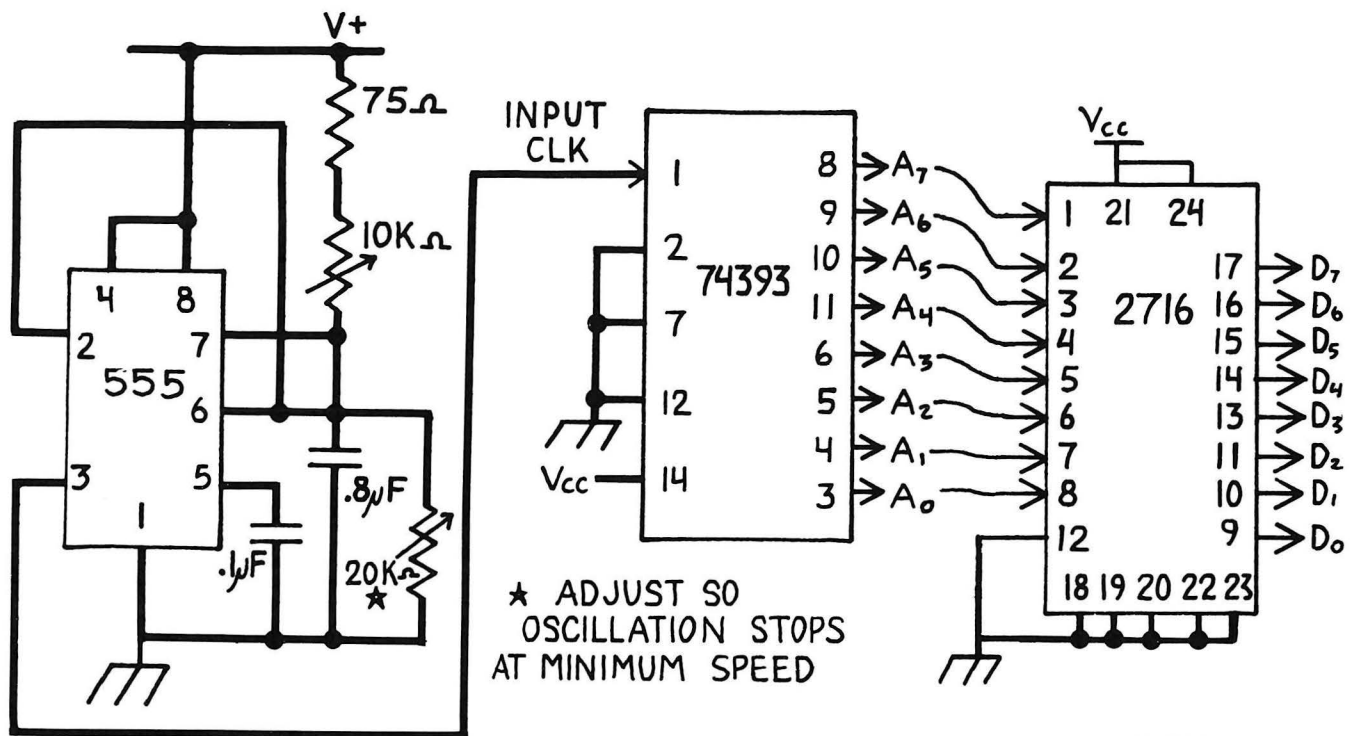 V+
75Ω
10KΩ
4 8
2
7
555
6
3
5
1
.8µF
.1µF
20KΩ
★
INPUT
CLK
1
2
7
12
14
Vcc
74393
8
9
10
11
6
5
4
3
A7
A6
A5
A4
A3
A2
A1
A0
★ ADJUST SO
OSCILLATION STOPS
AT MINIMUM SPEED
Vcc
21 24
1
2
3
4
5
6
7
8
12
2716
17
16
15
14
13
11
10
9
18 19 20 22 23
D7
D6
D5
D4
D3
D2
D1
D0